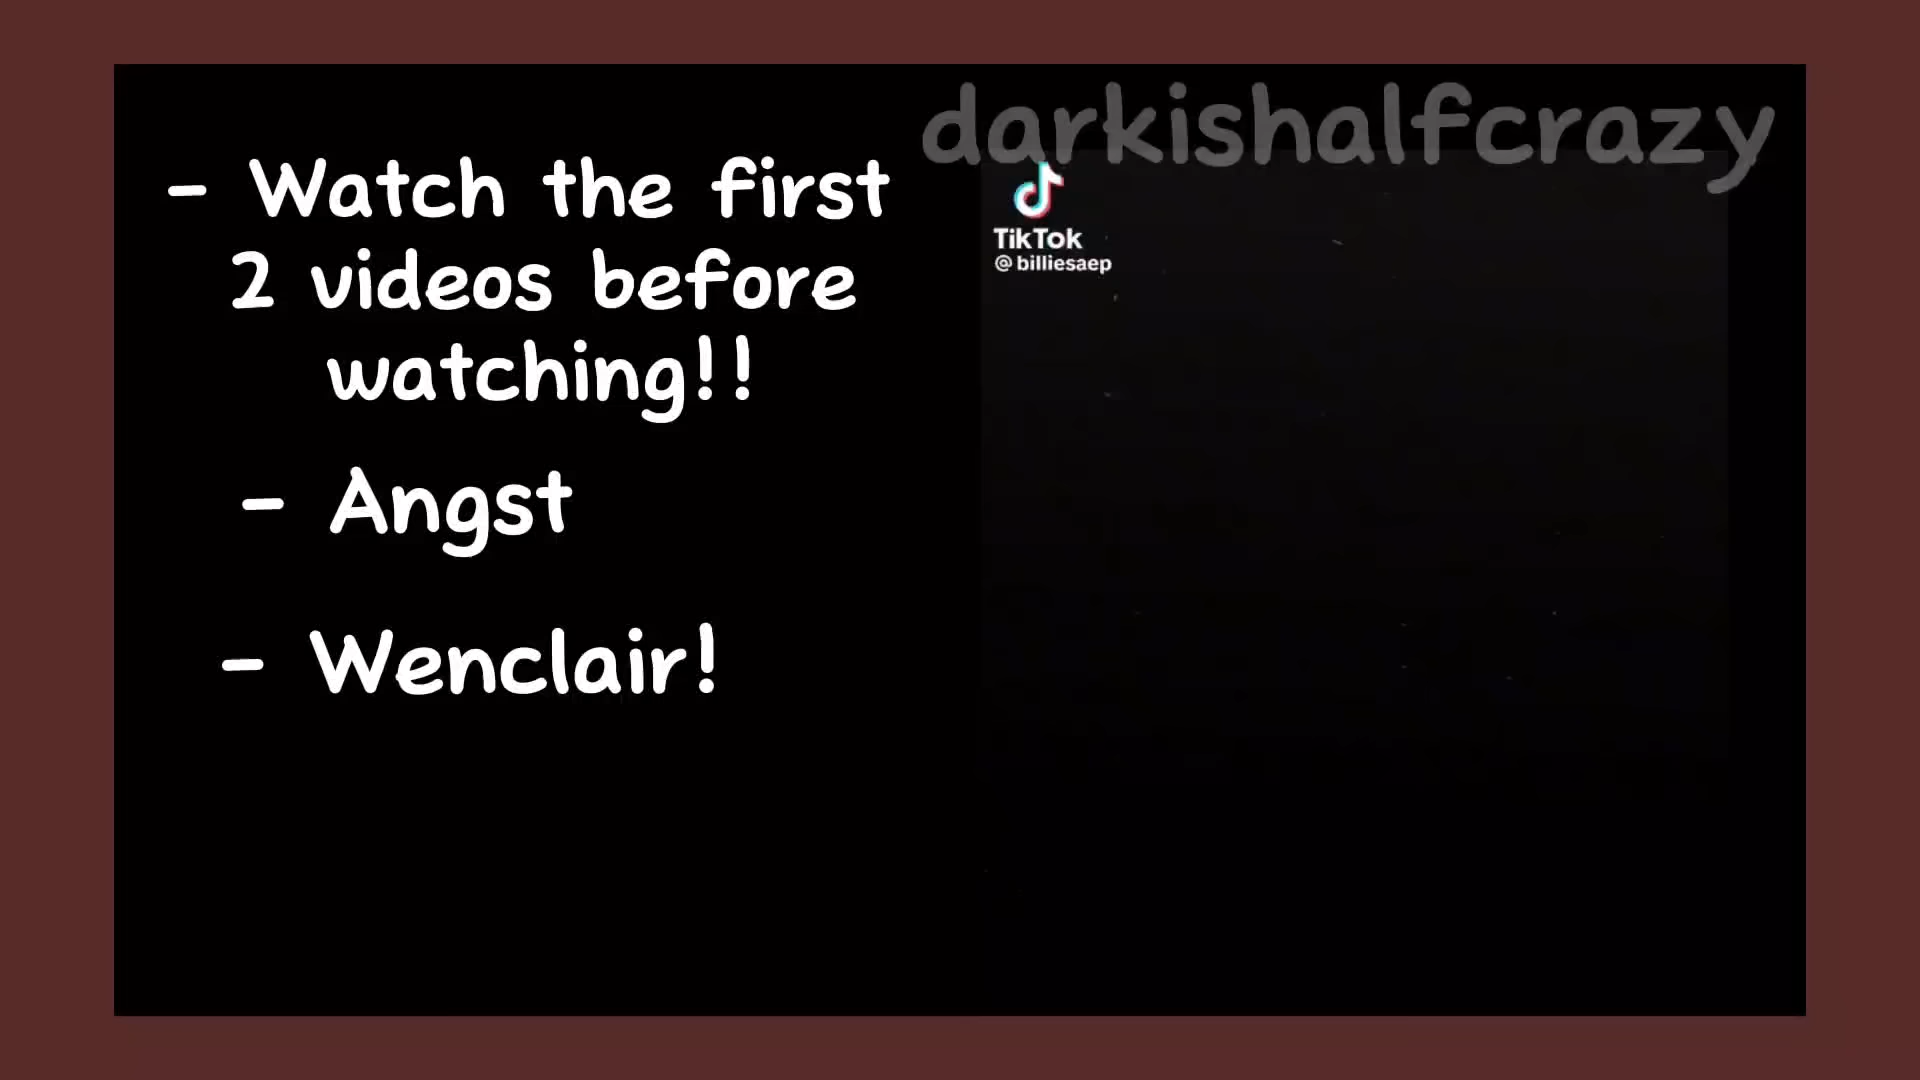 darkishalfcrazy
- Watch the first
2 videos before
watching!!
- Angst
- Wenclair!
TikTok
@billiesaep